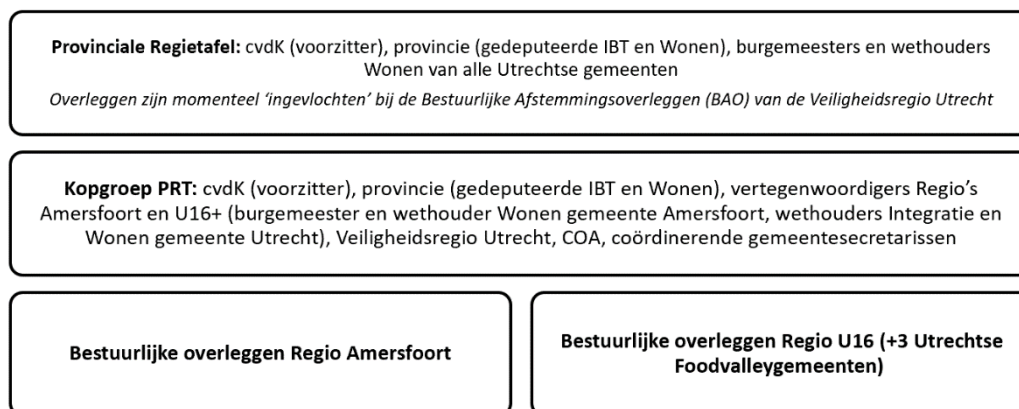 Provinciale Regietafel: cvdK (voorzitter), provincie (gedeputeerde IBT en Wonen), burgemeesters en wethouders
Wonen van alle Utrechtse gemeenten
Overleggen zijn momenteel ‘ingevlochten’ bij de Bestuurlijke Afstemmingsoverleggen (BAO) van de Veiligheidsregio Utrecht
Kopgroep PRT: cvdK (voorzitter), provincie (gedeputeerde IBT en Wonen), vertegenwoordigers Regio’s
Amersfoort en U16+ (burgemeester en wethouder Wonen gemeente Amersfoort, wethouders Integratie en
Wonen gemeente Utrecht), Veiligheidsregio Utrecht, COA, coördinerende gemeentesecretarissen
Bestuurlijke overleggen Regio Amersfoort
Bestuurlijke overleggen Regio U16 (+3 Utrechtse
Foodvalleygemeenten)